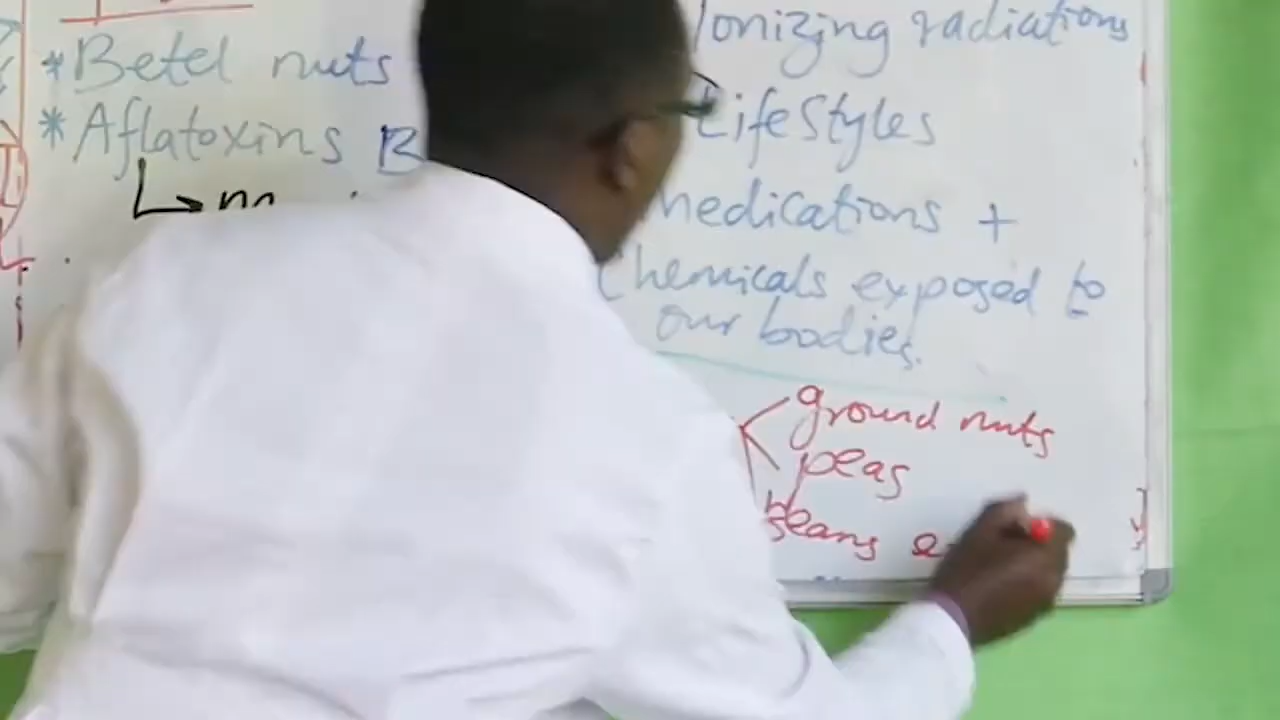 *Betel nuts
*Aflatoxins B
Ionizing radiations
LifeStyles
medications +
Chemicals exposed to
our bodies.
ground nuts
peas
beans